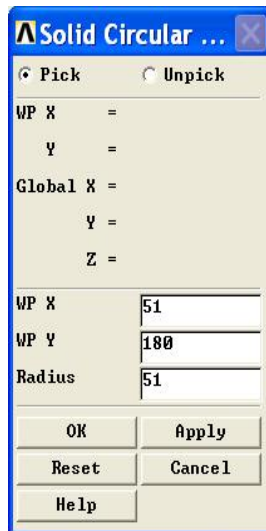 Solid Circular ...
Pick Unpick
WP X =
Y =
Global X =
Y =
Z =
WP X 51
WP Y 180
Radius 51
OK Apply
Reset Cancel
Help